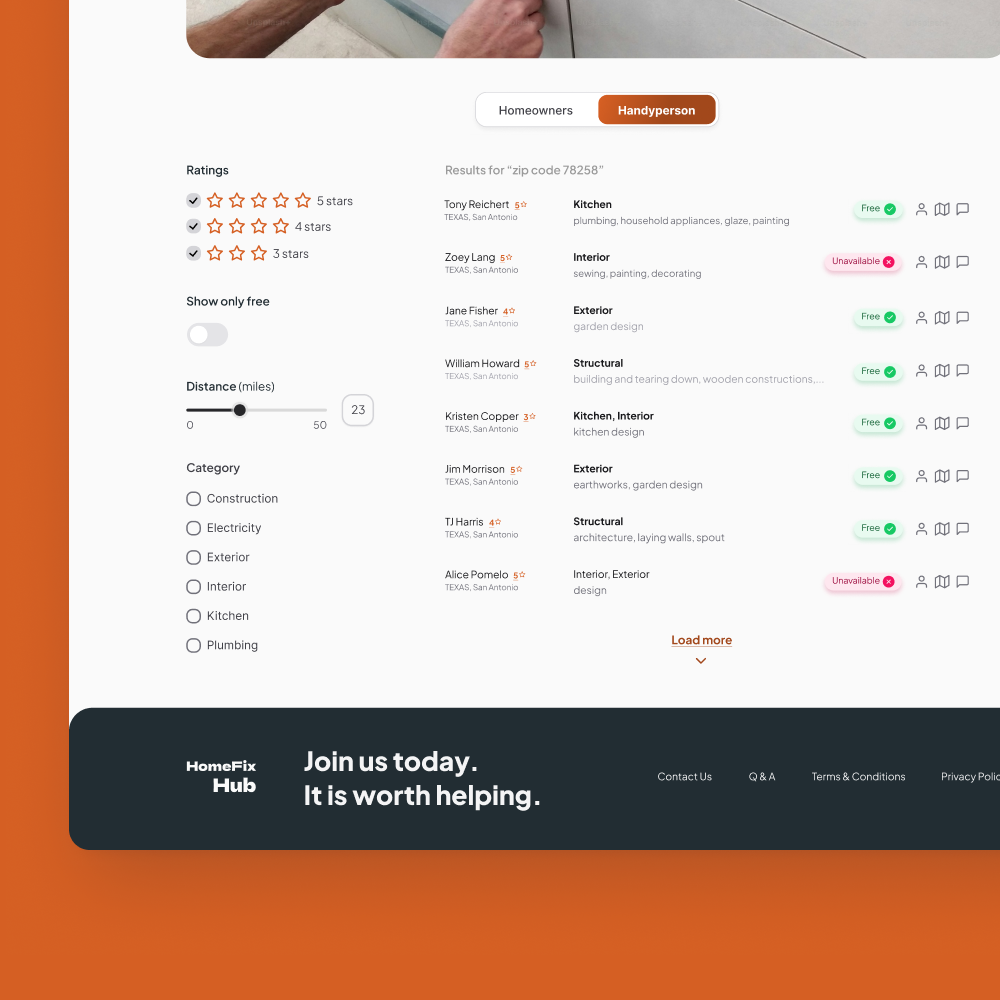 Homeowners
Handyperson
Ratings
5 stars
4 stars
3 stars
Show only free
Distance (miles)
23
0
50
Category
Construction
Electricity
Exterior
Interior
Kitchen
Plumbing
Results for “zip code 78258”
Tony Reichert 5
TEXAS, San Antonio
Kitchen
plumbing, household appliances, glaze, painting
Free
Zoey Lang 5
TEXAS, San Antonio
Interior
sewing, painting, decorating
Unavailable
Jane Fisher 4
TEXAS, San Antonio
Exterior
garden design
Free
William Howard 5
TEXAS, San Antonio
Structural
building and tearing down, wooden constructions,...
Free
Kristen Copper 3
TEXAS, San Antonio
Kitchen, Interior
kitchen design
Free
Jim Morrison 5
TEXAS, San Antonio
Exterior
earthworks, garden design
Free
TJ Harris 4
TEXAS, San Antonio
Structural
architecture, laying walls, spout
Free
Alice Pomelo 5
TEXAS, San Antonio
Interior, Exterior
design
Unavailable
Load more
HomeFix
Hub
Join us today.
It is worth helping.
Contact Us
Q & A
Terms & Conditions
Privacy